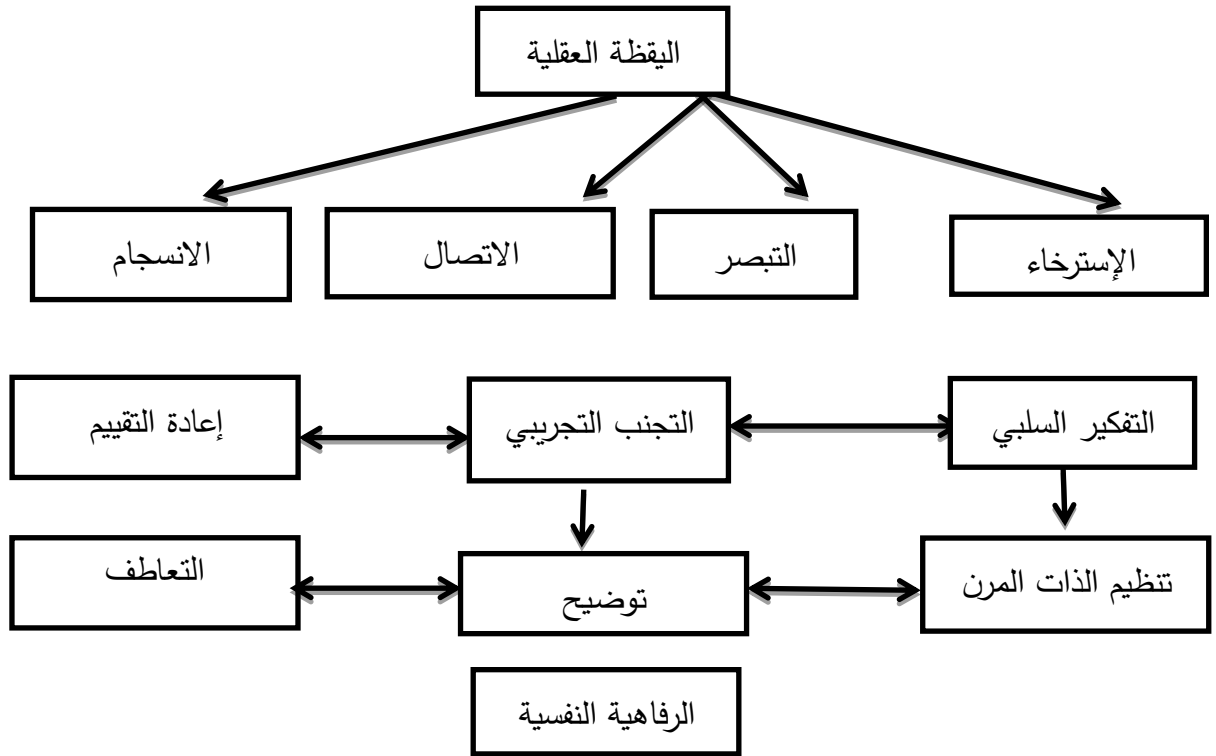 اليقظة العقلية
الإسترخاء
التبصر
الاتصال
الانسجام
التفكير السلبي
التجنب التجريبي
إعادة التقييم
تنظيم الذات المرن
توضيح
التعاطف
الرفاهية النفسية